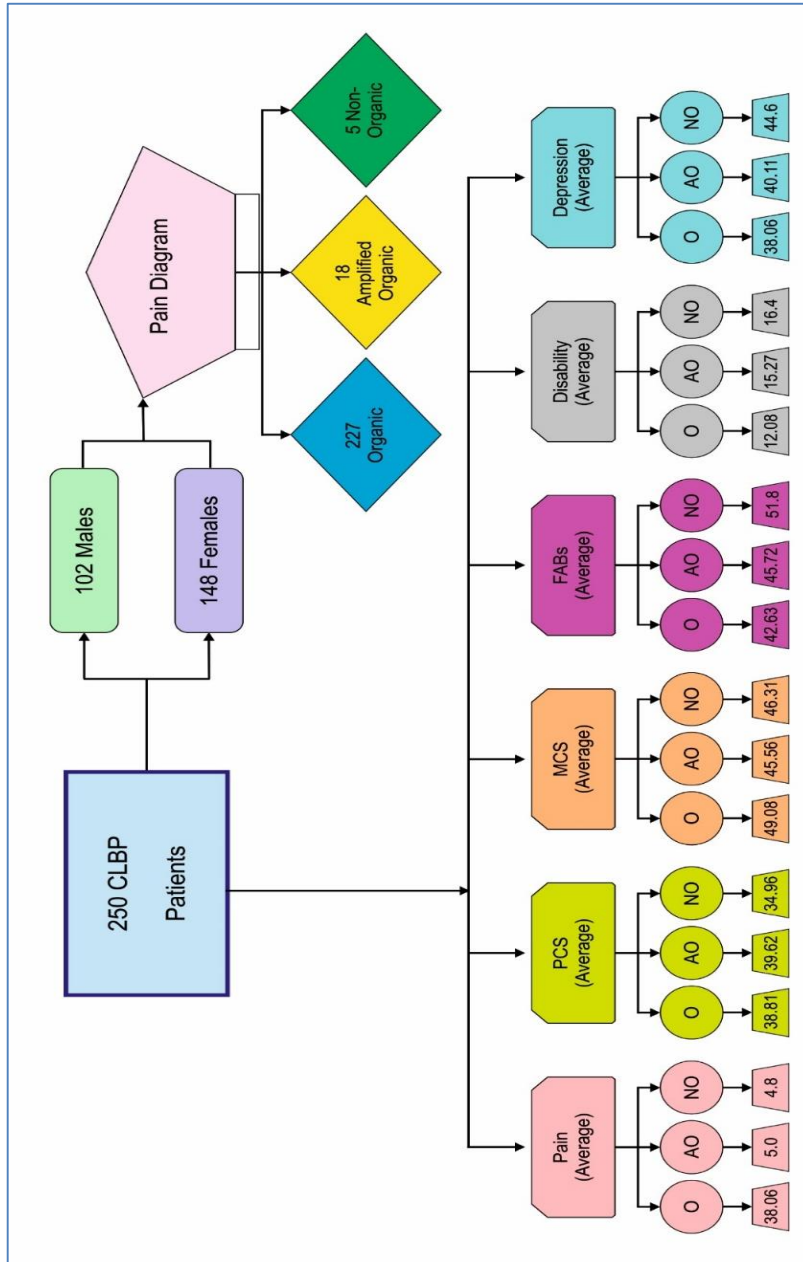 250 CLBP
Patients
102 Males
148 Females
Pain Diagram
227
Organic
18
Amplified
Organic
5 Non-
Organic
Pain
(Average)
O
AO
NO
38.06
5.0
4.8
PCS
(Average)
O
AO
NO
38.81
39.62
34.96
MCS
(Average)
O
AO
NO
49.08
45.56
46.31
FABs
(Average)
O
AO
NO
42.63
45.72
51.8
Disability
(Average)
O
AO
NO
12.08
15.27
16.4
Depression
(Average)
O
AO
NO
38.06
40.11
44.6